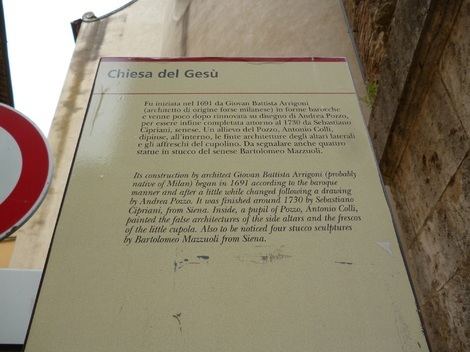 Chiesa del Gesù
Fu iniziata nel 1691 da Giovan Battista Arrigoni
(architetto di origine forse milanese) in forme barocche
e venne poco dopo rinnovata su disegni di Andrea Pozzo,
per essere infine completata attorno al 1730 da Sebastiano
Cipriani, senese. Un allievo del Pozzo, Antonio Colli,
dipinse, all'interno, le finte architetture degli altari laterali
e gli affreschi del cupolino. Da segnalare anche quattro
statue in stucco del senese Bartolomeo Mazzuoli.
Its construction by architect Giovan Battista Arrigoni (probably
native of Milan) began in 1691 according to the baroque
manner and after a little while changed following a drawing
by Andrea Pozzo. It was finished around 1730 by Sebastiano
Cipriani, from Siena. Inside, a pupil of Pozzo, Antonio Colli,
painted the false architectures of the side altars and the frescos
of the little cupola. Also to be noticed four stucco sculptures
by Bartolomeo Mazzuoli from Siena.